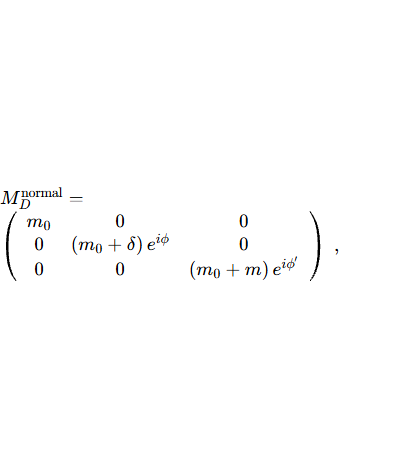 M_D^normal =
( m_0 0 0
0 (m_0 + δ) e^{iϕ} 0
0 0 (m_0 + m) e^{iϕ′} ) ,